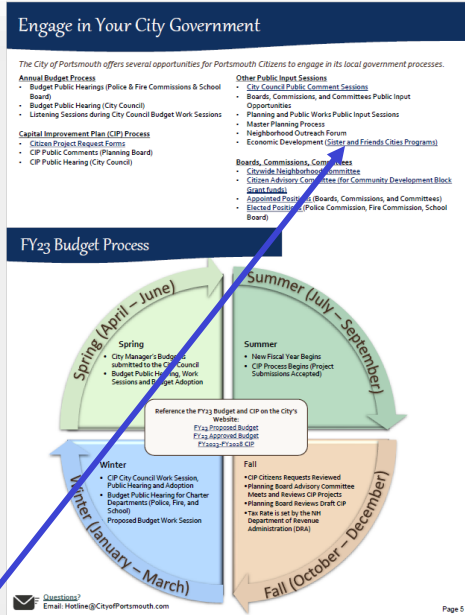 Engage in Your City Government
The City of Portsmouth offers several opportunities for Portsmouth Citizens to engage in its local government processes.
Annual Budget Process
• Budget Public Hearings (Police & Fire Commissions & School
Board)
• Budget Public Hearing (City Council)
• Listening Sessions during City Council Budget Work Sessions
Capital Improvement Plan (CIP) Process
• Citizen Project Request Forms
• CIP Public Comments (Planning Board)
• CIP Public Hearing (City Council)
Other Public Input Sessions
• City Council Public Comment Sessions
• Boards, Commissions, and Committees Public Input
Opportunities
• Planning and Public Works Public Input Sessions
• Master Planning Process
• Neighborhood Outreach Forum
• Economic Development (Sister and Friends Cities Programs)
Boards, Commissions, Committees
• Citywide Neighborhood Committee
• Citizen Advisory Committee (for Community Development Block
Grant funds)
• Appointed Positions (Boards, Commissions, and Committees)
• Elected Positions (Police Commission, Fire Commission, School
Board)
FY23 Budget Process
Spring (April – June)
Summer (July – September)
Spring
• City Manager's Budget is
submitted to the City Council
• Budget Public Hearing, Work
Sessions and Budget Adoption
Summer
• New Fiscal Year Begins
• CIP Process Begins (Project
Submissions Accepted)
Reference the FY23 Budget and CIP on the City's
Website:
FY23 Proposed Budget
FY23 Approved Budget
FY2023-FY2028 CIP
Winter
• CIP City Council Work Session,
Public Hearing and Adoption
• Budget Public Hearing for Charter
Departments (Police, Fire, and
School)
Proposed Budget Work Session
Fall
• CIP Citizens Requests Reviewed
• Planning Board Advisory Committee
Meets and Reviews CIP Projects
• Planning Board Reviews Draft CIP
• Tax Rate is set by the NH
Department of Revenue
Administration (DRA)
Winter (January – March)
Fall (October – December)
Questions?
Email: Hotline@CityofPortsmouth.com
Page 5